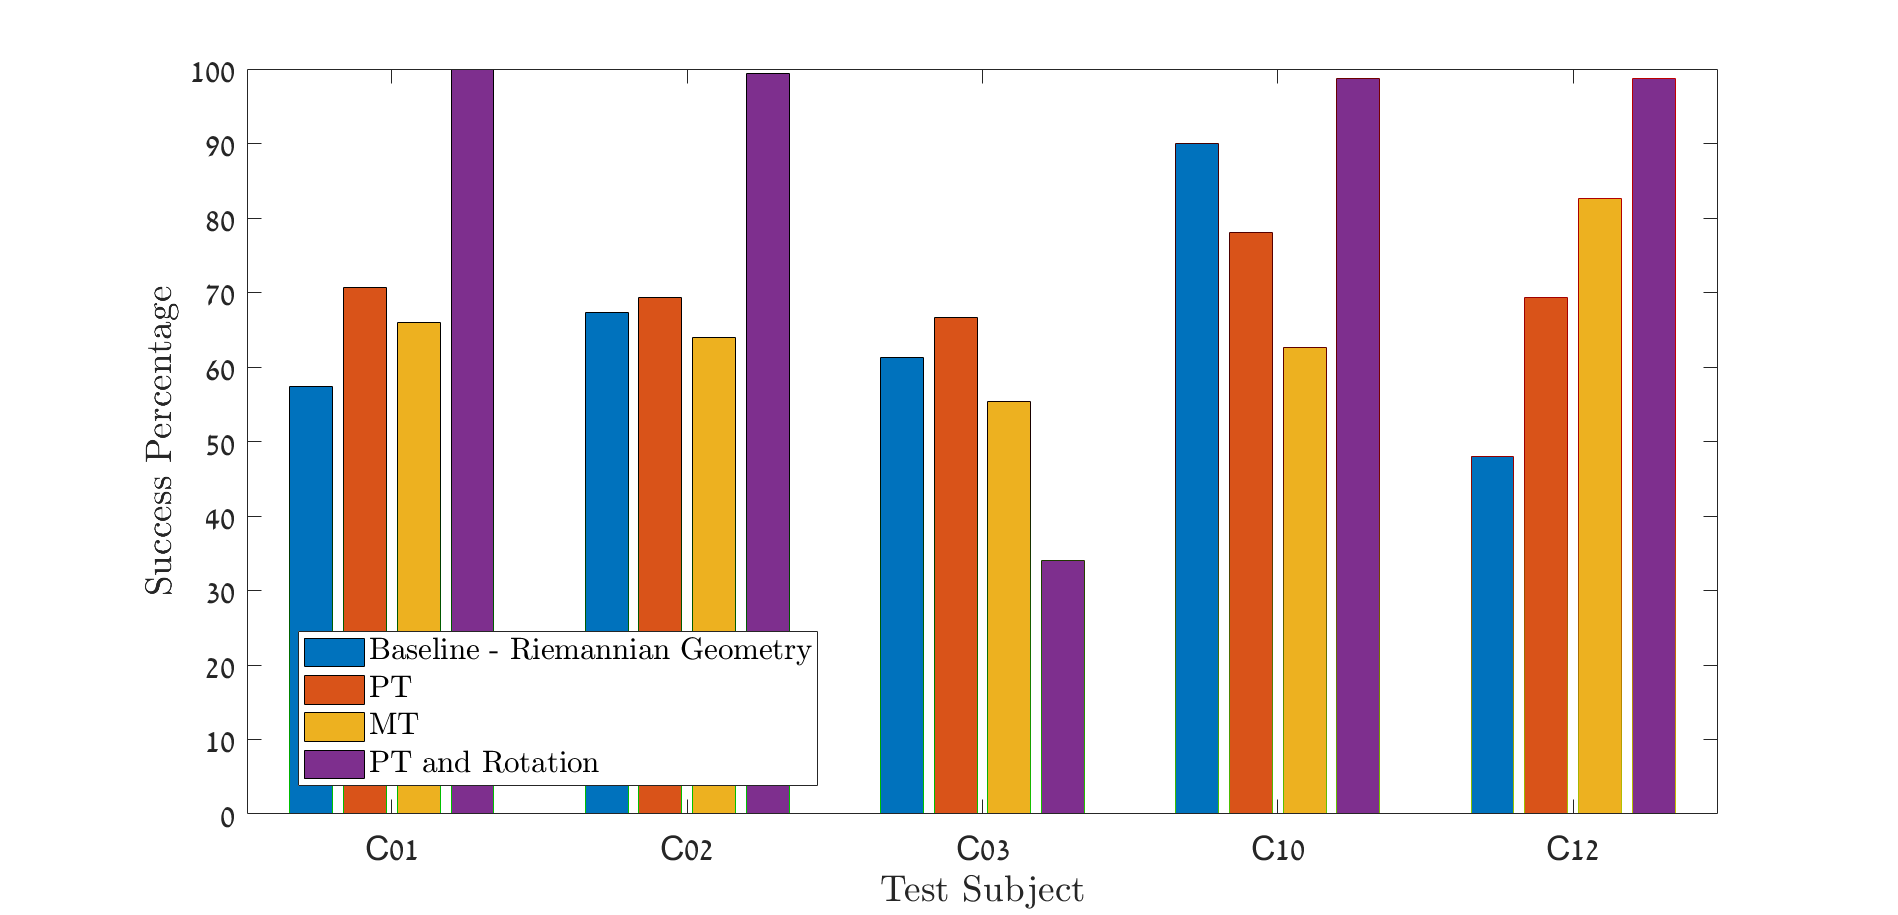 100
90
80
70
60
50
40
30
20
10
0
Success Percentage
Baseline - Riemannian Geometry
PT
MT
PT and Rotation
C01 C02 C03 C10 C12
Test Subject